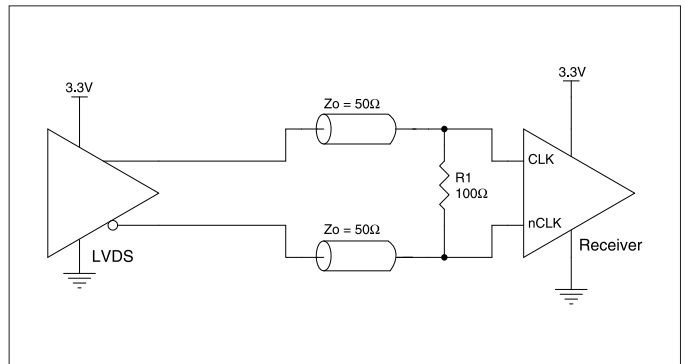 3.3V
3.3V
Zo = 50Ω
CLK
R1
100Ω
Zo = 50Ω
nCLK
Receiver
LVDS